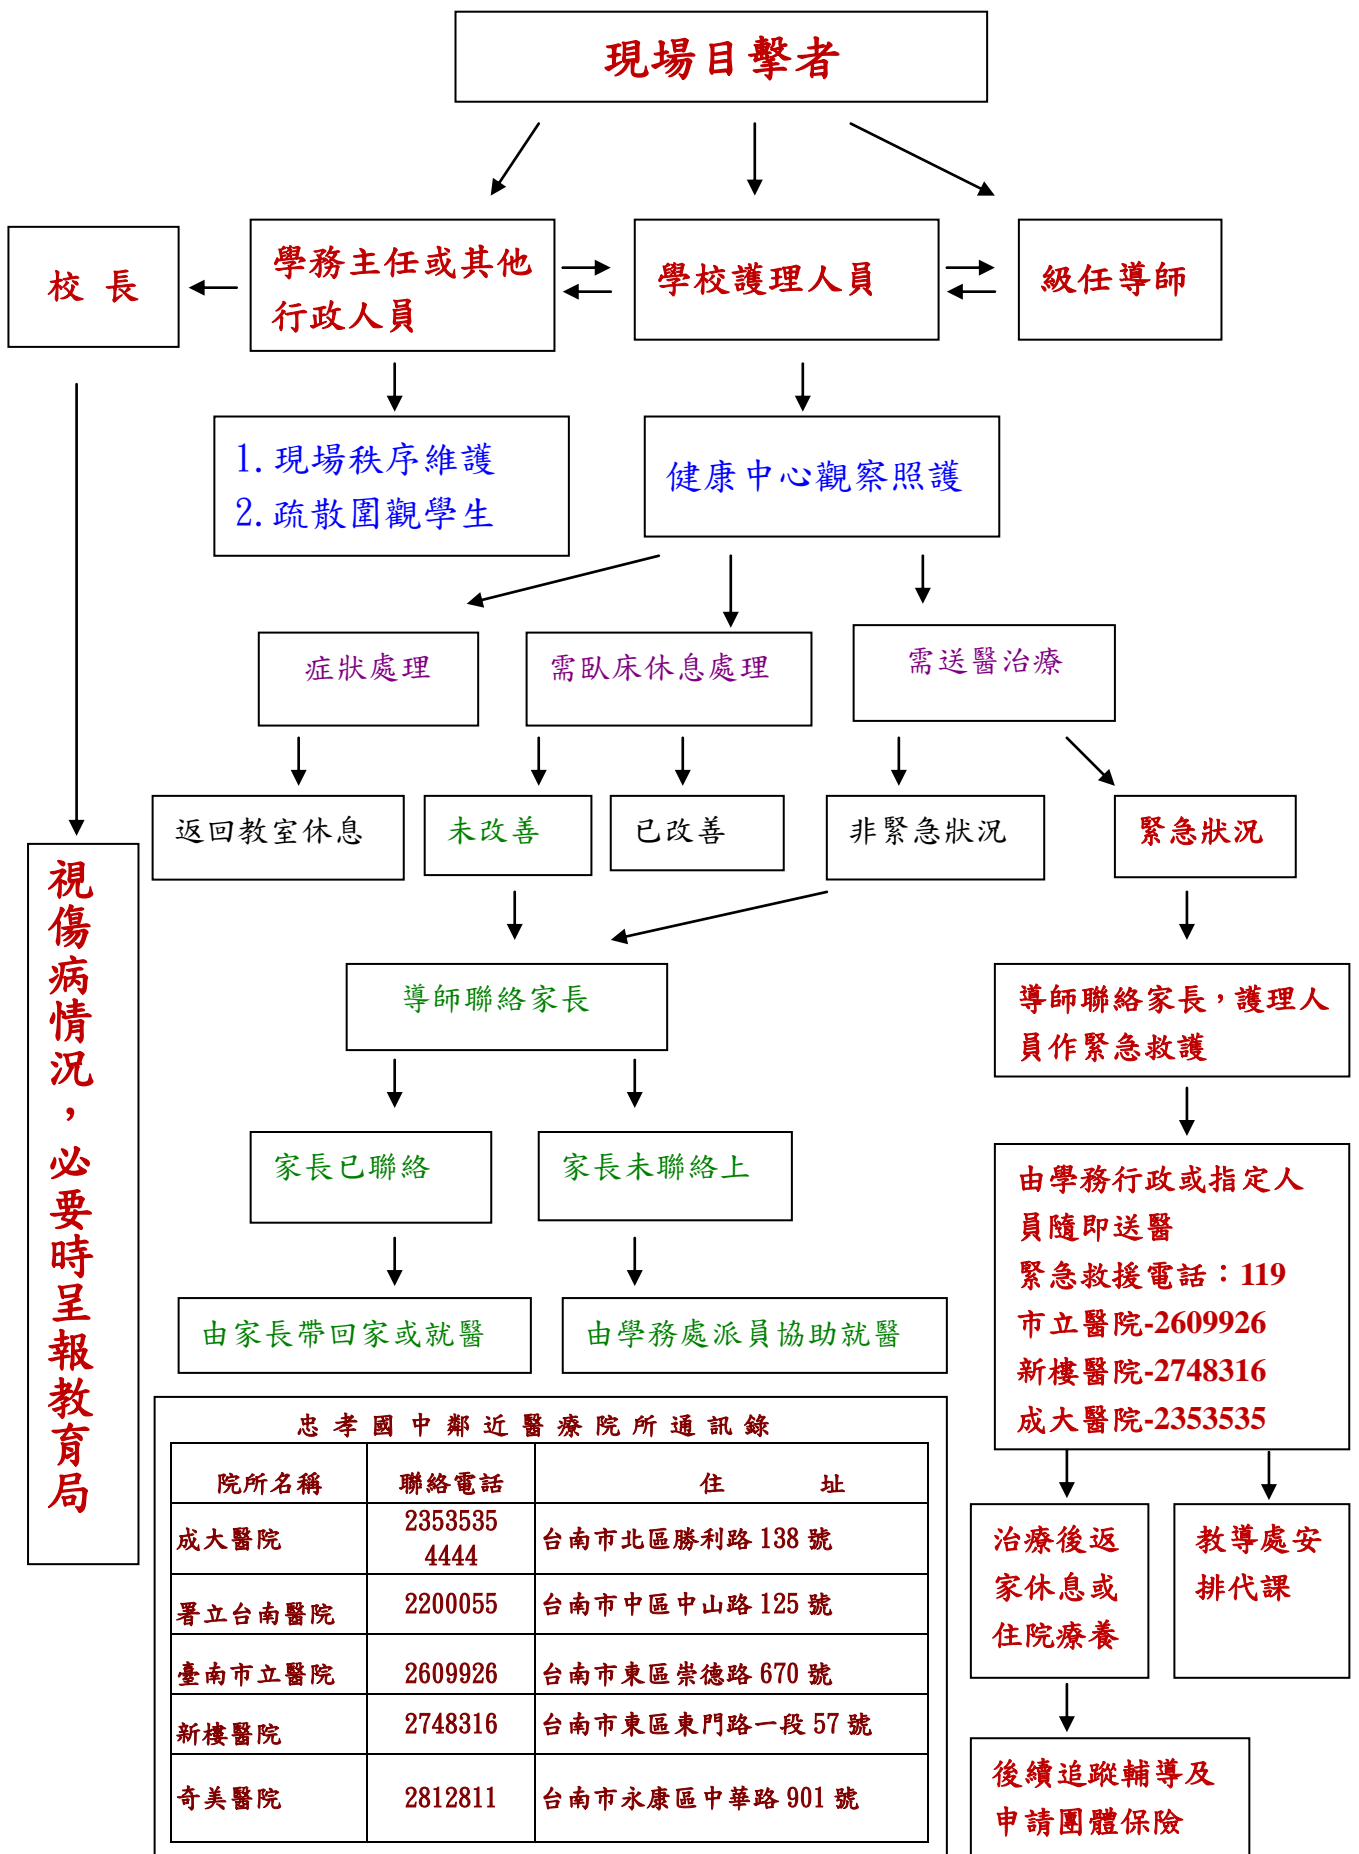 現場目擊者
校 長
學務主任或其他
行政人員
學校護理人員
級任導師
1.現場秩序維護
2.疏散圍觀學生
健康中心觀察照護
症狀處理
需臥床休息處理
需送醫治療
返回教室休息
未改善
已改善
非緊急狀況
緊急狀況
視傷病情況，必要時呈報教育局
導師聯絡家長
導師聯絡家長，護理人
員作緊急救護
家長已聯絡
家長未聯絡上
由家長帶回家或就醫
由學務處派員協助就醫
由學務行政或指定人
員隨即送醫
緊急救援電話：119
市立醫院-2609926
新樓醫院-2748316
成大醫院-2353535
治療後返
家休息或
住院療養
教導處安
排代課
後續追蹤輔導及
申請團體保險
忠孝國中鄰近醫療院所通訊錄
院所名稱 聯絡電話 住 址
成大醫院 2353535 台南市北區勝利路 138 號
4444
署立台南醫院 2200055 台南市中區中山路 125 號
臺南市立醫院 2609926 台南市東區崇德路 670 號
新樓醫院 2748316 台南市東區東門路一段 57 號
奇美醫院 2812811 台南市永康區中華路 901 號